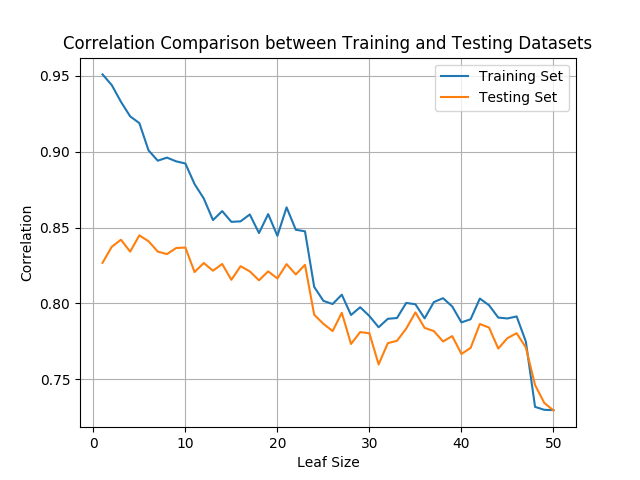 Correlation Comparison between Training and Testing Datasets
Training Set
Testing Set
Correlation
0.95
0.90
0.85
0.80
0.75
0 10 20 30 40 50
Leaf Size